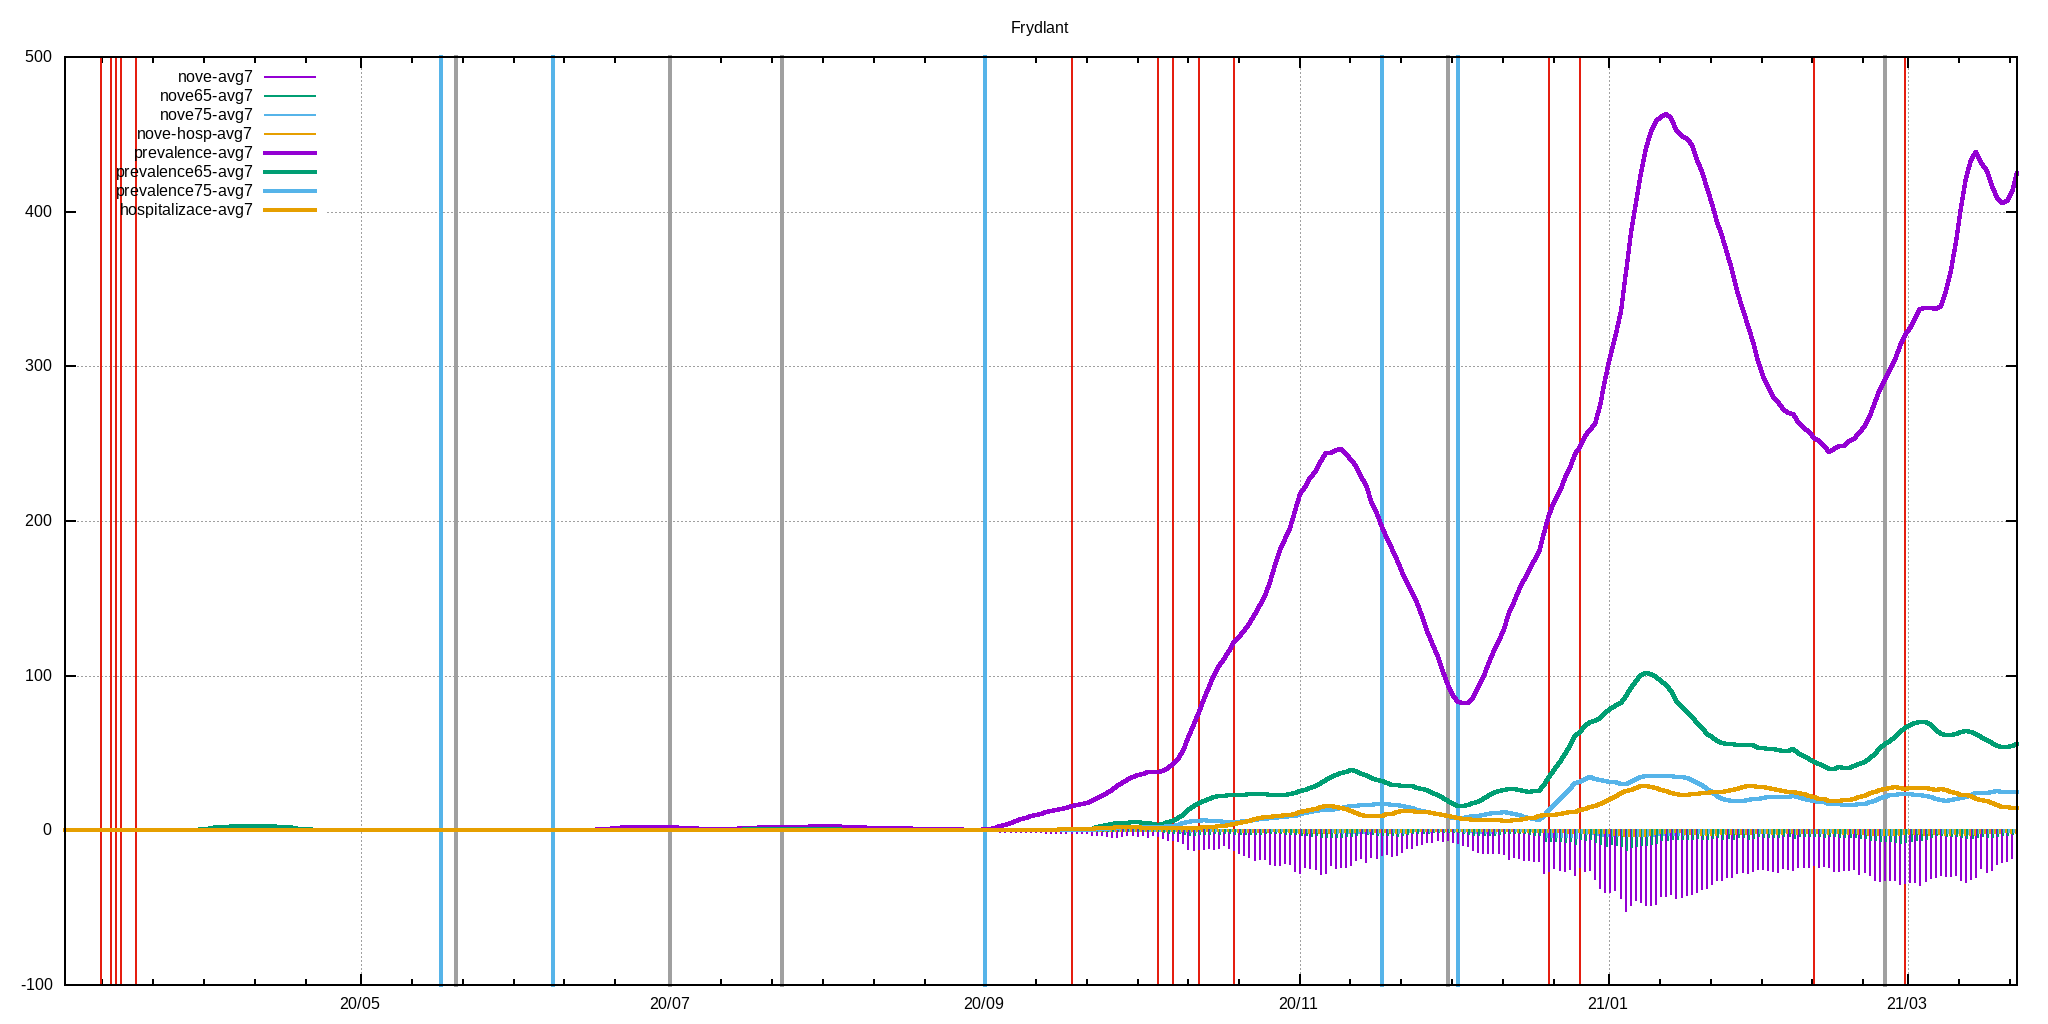 Frydlant
500
400
300
200
100
0
-100
nove-avg7
nove65-avg7
nove75-avg7
nove-hosp-avg7
prevalence-avg7
prevalence65-avg7
prevalence75-avg7
hospitalizace-avg7
20/05
20/07
20/09
20/11
21/01
21/03